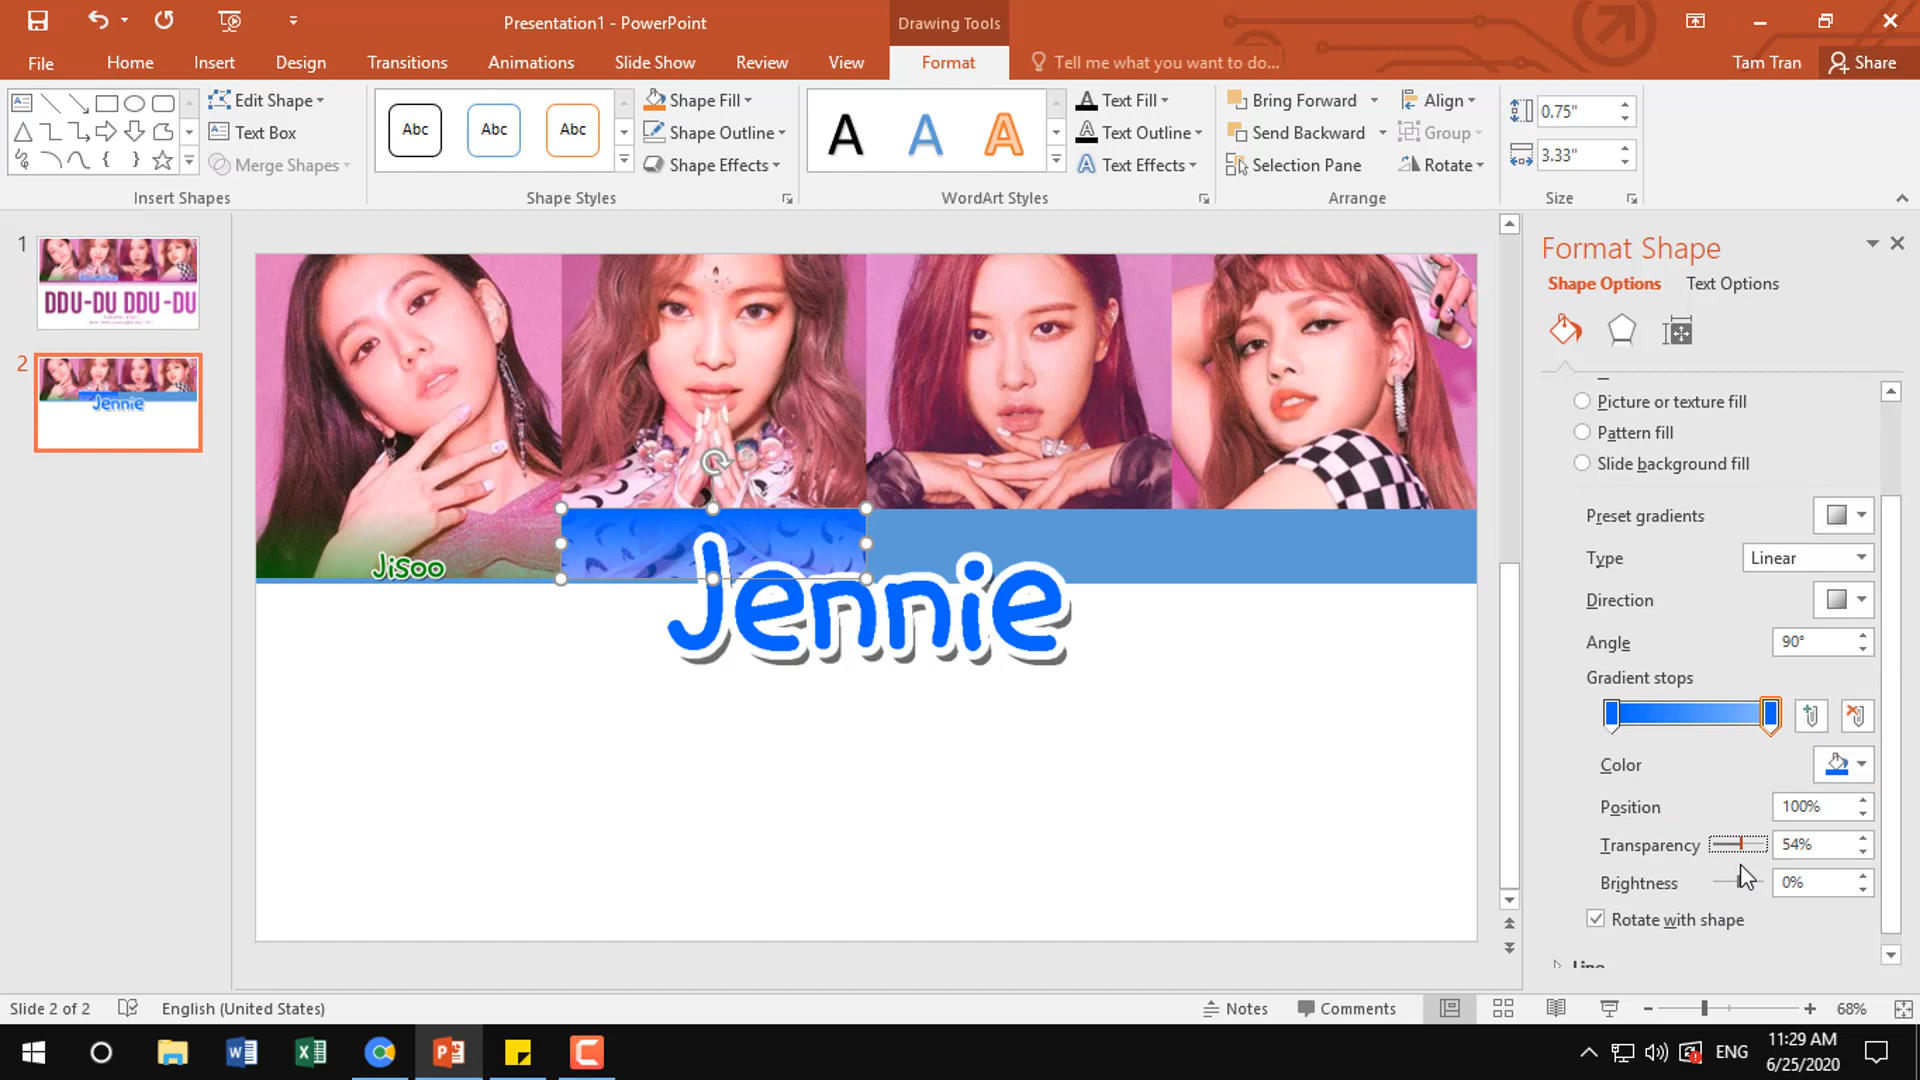 Presentation1 - PowerPoint
Drawing Tools
File
Home
Insert
Design
Transitions
Animations
Slide Show
Review
View
Format
Tell me what you want to do...
Tam Tran
Share
Edit Shape
Text Box
Merge Shapes
Insert Shapes
Abc
Abc
Abc
Shape Fill
Shape Outline
Shape Effects
Shape Styles
A
A
A
Text Fill
Text Outline
Text Effects
WordArt Styles
Bring Forward
Send Backward
Selection Pane
Align
Group
Rotate
Arrange
0.75"
3.33"
Size
1
DDU-DU DDU-DU
2
Jennie
Jisoo
Jennie
Format Shape
Shape Options
Text Options
Picture or texture fill
Pattern fill
Slide background fill
Preset gradients
Type
Linear
Direction
Angle
90°
Gradient stops
Color
Position
100%
Transparency
54%
Brightness
0%
Rotate with shape
Line
Slide 2 of 2
English (United States)
Notes
Comments
68%
ENG
11:29 AM
6/25/2020